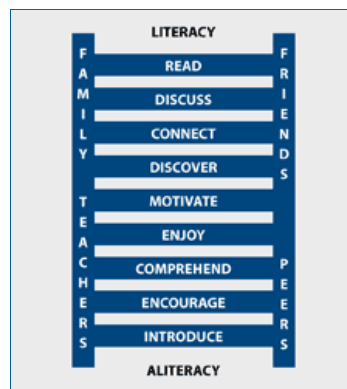 LITERACY
FAMILY TEACHERS
FRIENDS PEERS
READ
DISCUSS
CONNECT
DISCOVER
MOTIVATE
ENJOY
COMPREHEND
ENCOURAGE
INTRODUCE
ALITERACY